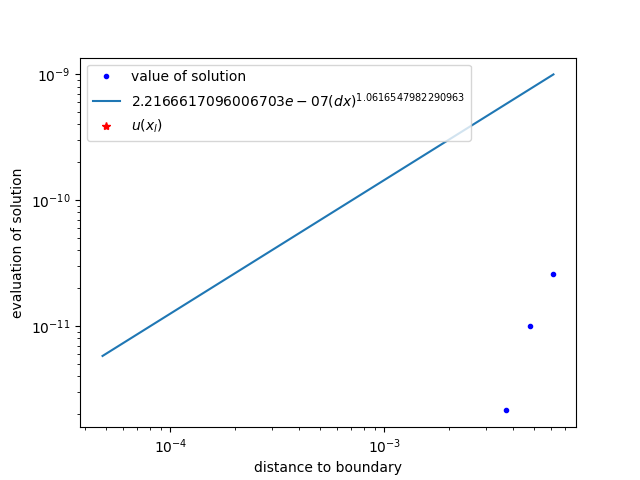 10⁻⁹
10⁻¹⁰
10⁻¹¹
evaluation of solution
value of solution
2.2166617096006703e − 07(dx)^1.0616547982290963
u(x_l)
10⁻⁴
10⁻³
distance to boundary